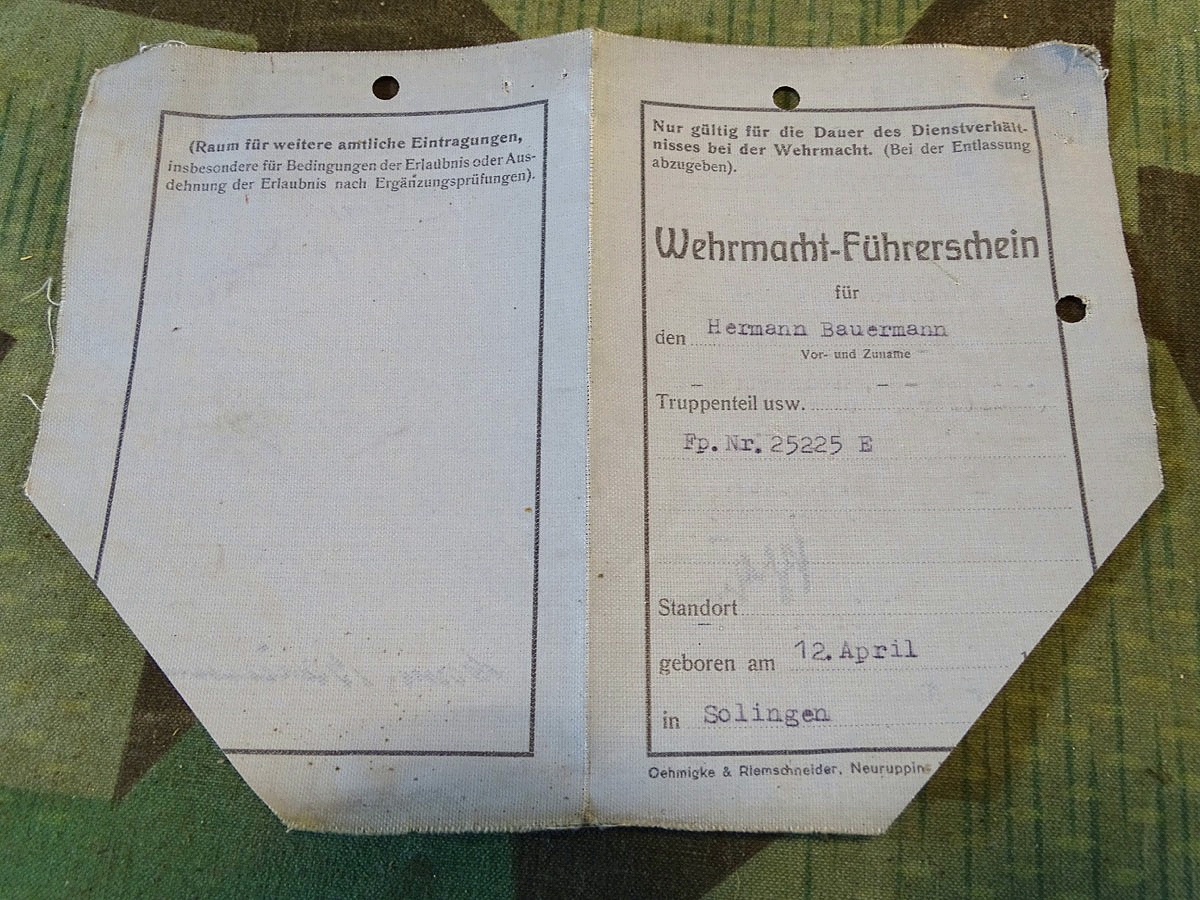 (Raum für weitere amtliche Eintragungen,
insbesondere für Bedingungen der Erlaubnis oder Aus-
dehnung der Erlaubnis nach Ergänzungsprüfungen).
Nur gültig für die Dauer des Dienstverhält-
nisses bei der Wehrmacht. (Bei der Entlassung
abzugeben).
Wehrmacht-Führerschein
für
den Hermann Bauermann
Vor- und Zuname
Truppenteil usw.
Fp.Nr. 25225 E
Standort
geboren am 12.April
in Solingen
Oehmigke & Riemschneider, Neuruppin